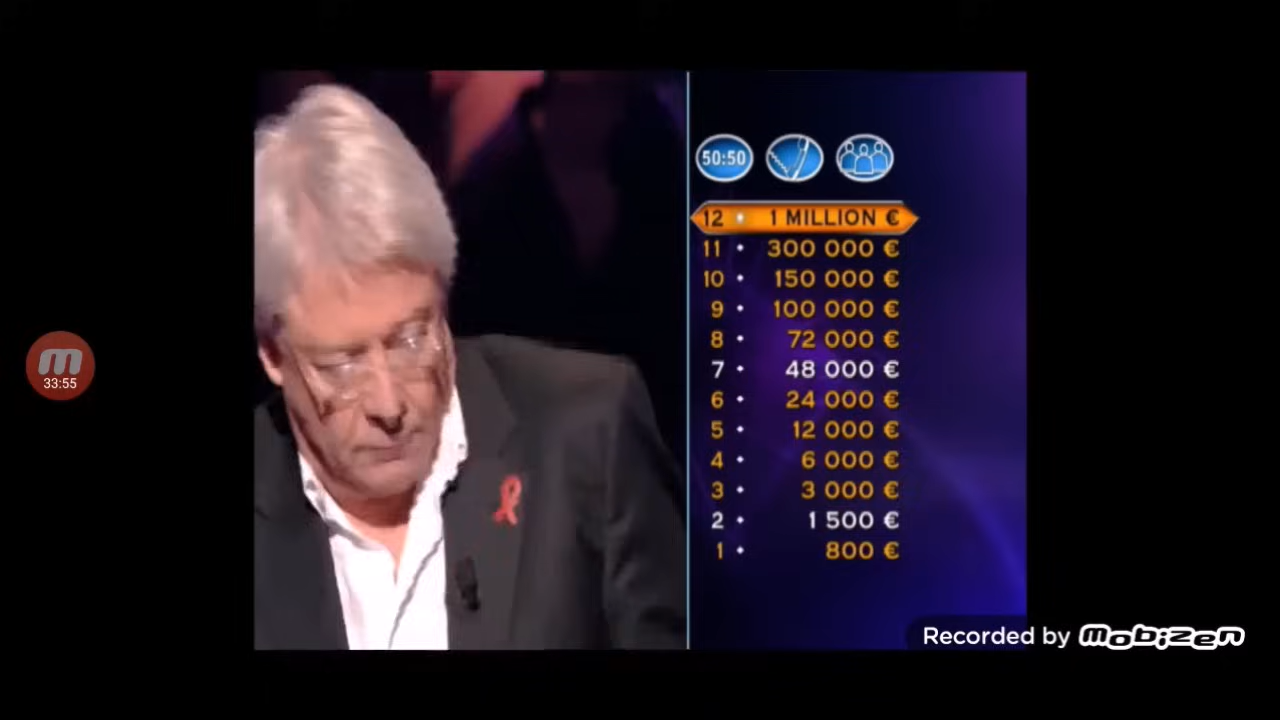 50:50
12 • 1 MILLION €
11 • 300 000 €
10 • 150 000 €
9 • 100 000 €
8 • 72 000 €
7 • 48 000 €
6 • 24 000 €
5 • 12 000 €
4 • 6 000 €
3 • 3 000 €
2 • 1 500 €
1 • 800 €
33:55
Recorded by mobizen